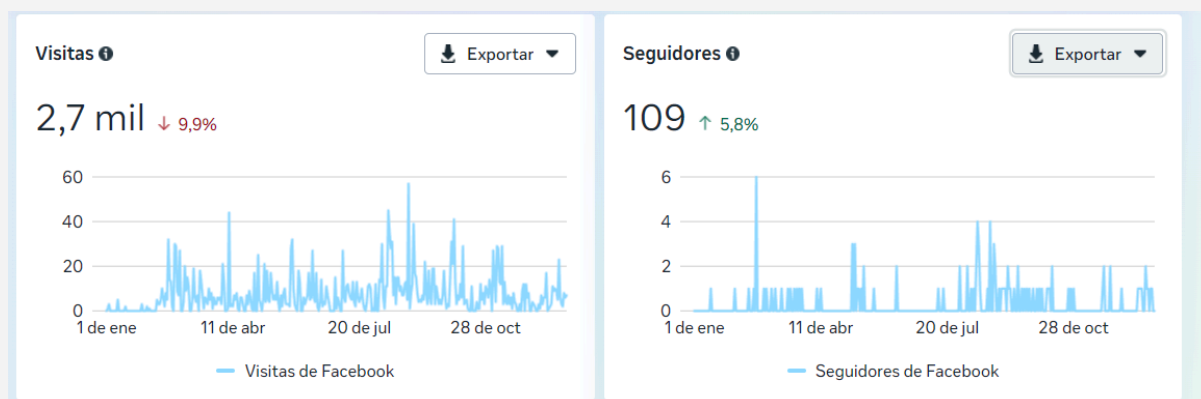 Visitas
Exportar
2,7 mil ↓ 9,9%
60
40
20
0
1 de ene 11 de abr 20 de jul 28 de oct
Visitas de Facebook
Seguidores
Exportar
109 ↑ 5,8%
6
4
2
0
1 de ene 11 de abr 20 de jul 28 de oct
Seguidores de Facebook